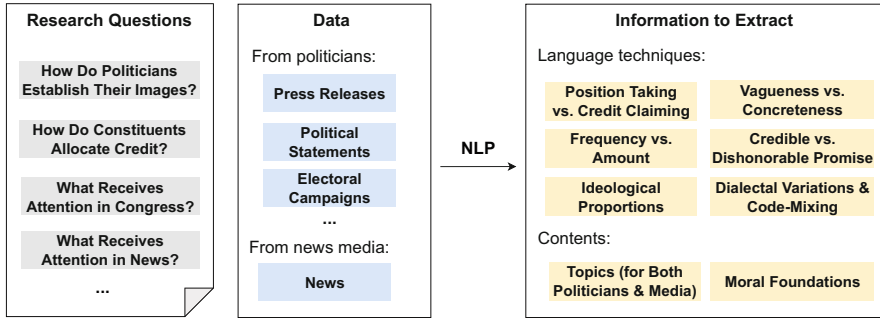 Research Questions
How Do Politicians
Establish Their Images?
How Do Constituents
Allocate Credit?
What Receives
Attention in Congress?
What Receives
Attention in News?
...
Data
From politicians:
Press Releases
Political
Statements
Electoral
Campaigns
...
From news media:
News
NLP
Information to Extract
Language techniques:
Position Taking
vs. Credit Claiming
Vagueness vs.
Concreteness
Frequency vs.
Amount
Credible vs.
Dishonorable Promise
Ideological
Proportions
Dialectal Variations &
Code-Mixing
Contents:
Topics (for Both
Politicians & Media)
Moral Foundations